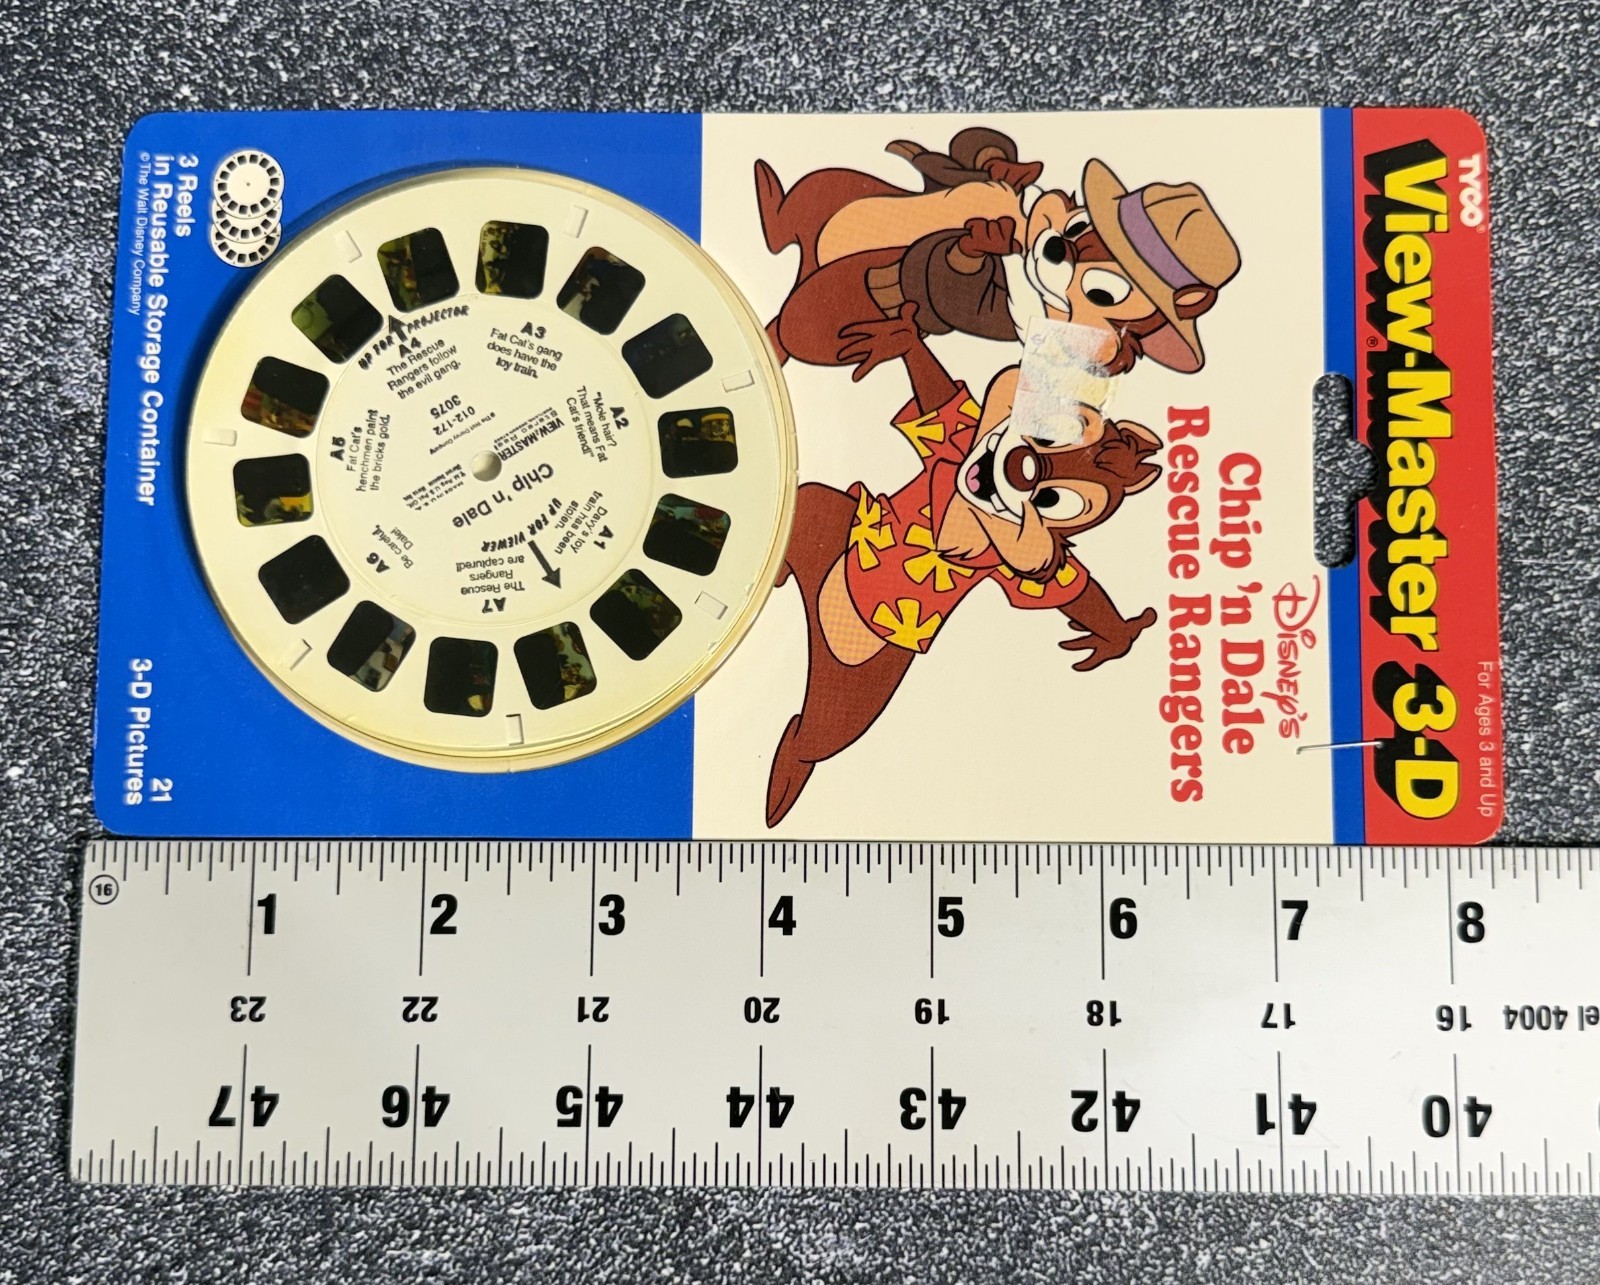 TYCO®
View-Master® 3-D
For Ages 3 and Up
DISNEY'S
Chip 'n Dale
Rescue Rangers
3 Reels
in Reusable Storage Container
© The Walt Disney Company
21
3-D Pictures
UP FOR PROJECTOR
A4
The Rescue
Rangers follow
the evil gang.
A3
Fat Cat's gang
does have the
toy train.
A2
"Mole hair?
That means Fat
Cat's friend!"
A1
Davy's toy
train has been
stolen.
A7
The Rescue
Rangers
are captured!
A6
Be careful,
Dale!
A5
Fat Cat's
henchmen paint
the bricks gold.
012-172
3075
VIEW-MASTER
Chip 'n Dale
UP FOR VIEWER
16
1 2 3 4 5 6 7 8
23 22 21 20 19 18 17 16 el 4004
47 46 45 44 43 42 41 40